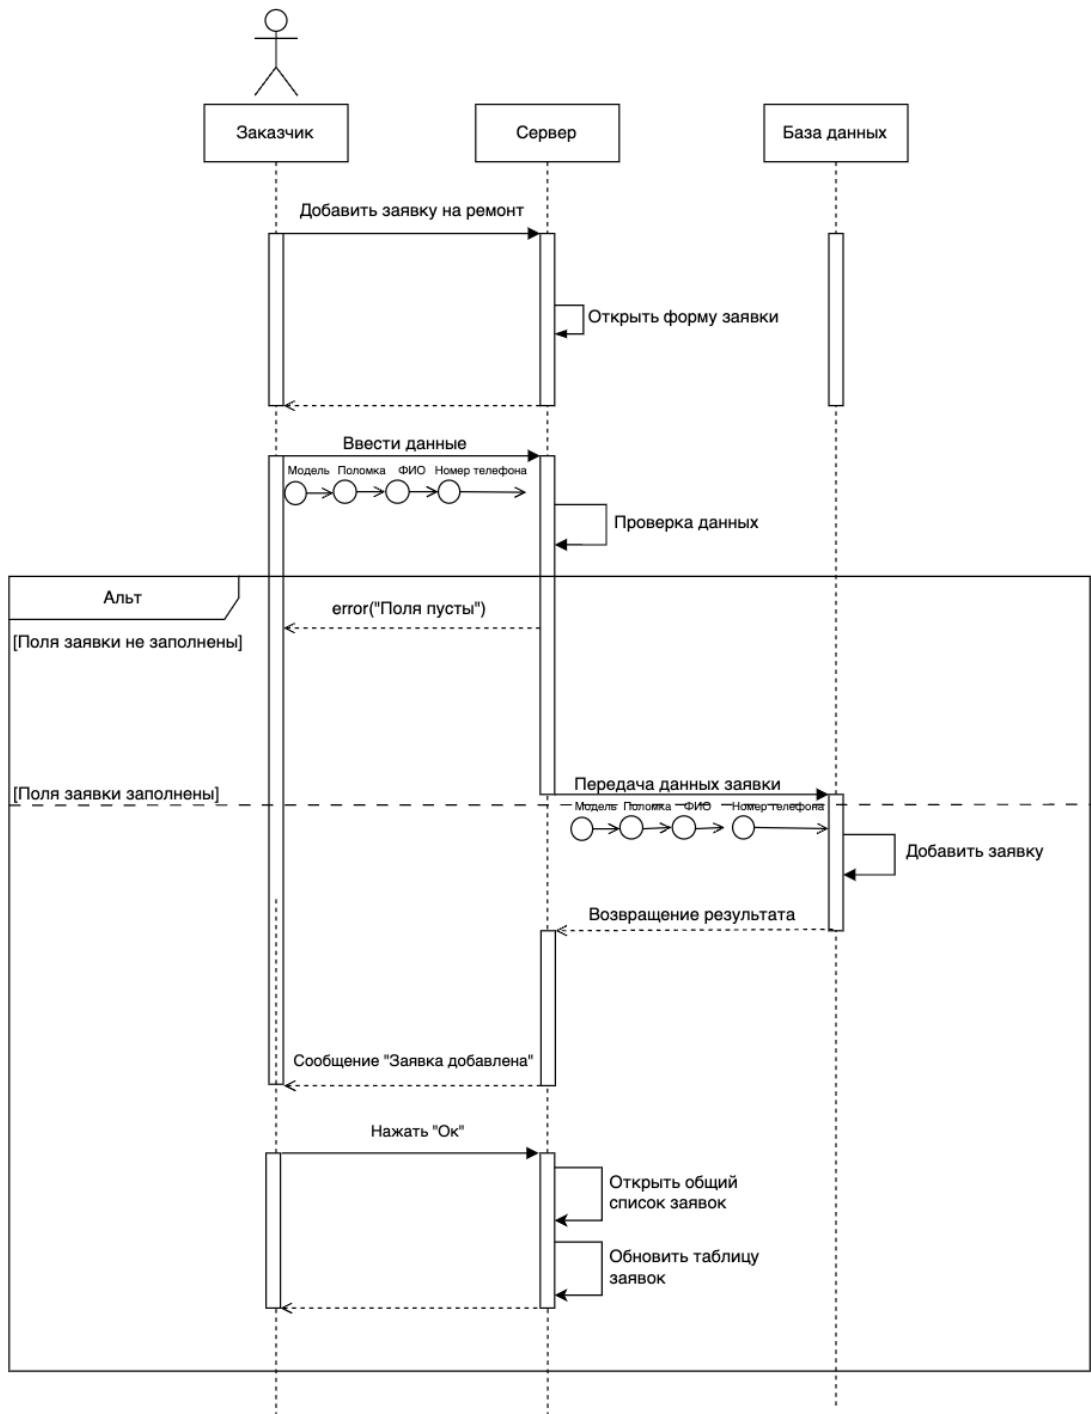 Заказчик
Сервер
База данных
Добавить заявку на ремонт
Открыть форму заявки
Ввести данные
Модель Поломка ФИО Номер телефона
Проверка данных
Альт
error("Поля пусты")
[Поля заявки не заполнены]
Передача данных заявки
[Поля заявки заполнены]
Модель Поломка ФИО Номер телефона
Добавить заявку
Возвращение результата
Сообщение "Заявка добавлена"
Нажать "Ок"
Открыть общий
список заявок
Обновить таблицу
заявок